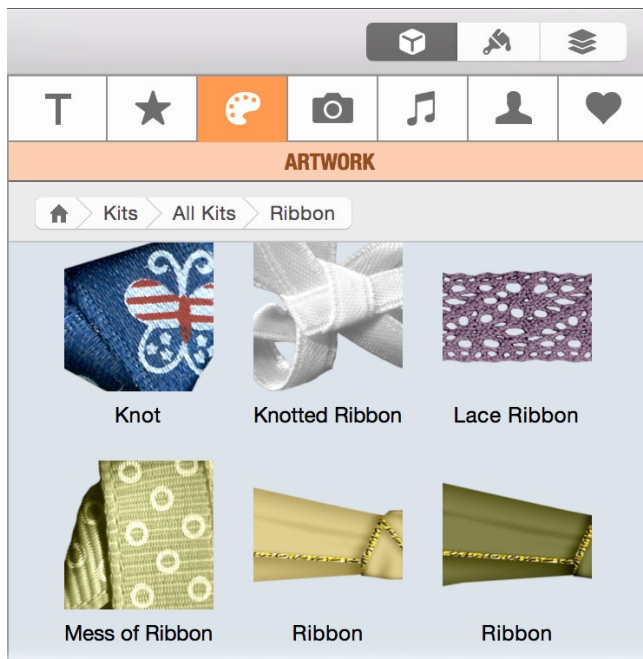 T
ARTWORK
Kits All Kits Ribbon
Knot Knotted Ribbon Lace Ribbon
Mess of Ribbon Ribbon Ribbon